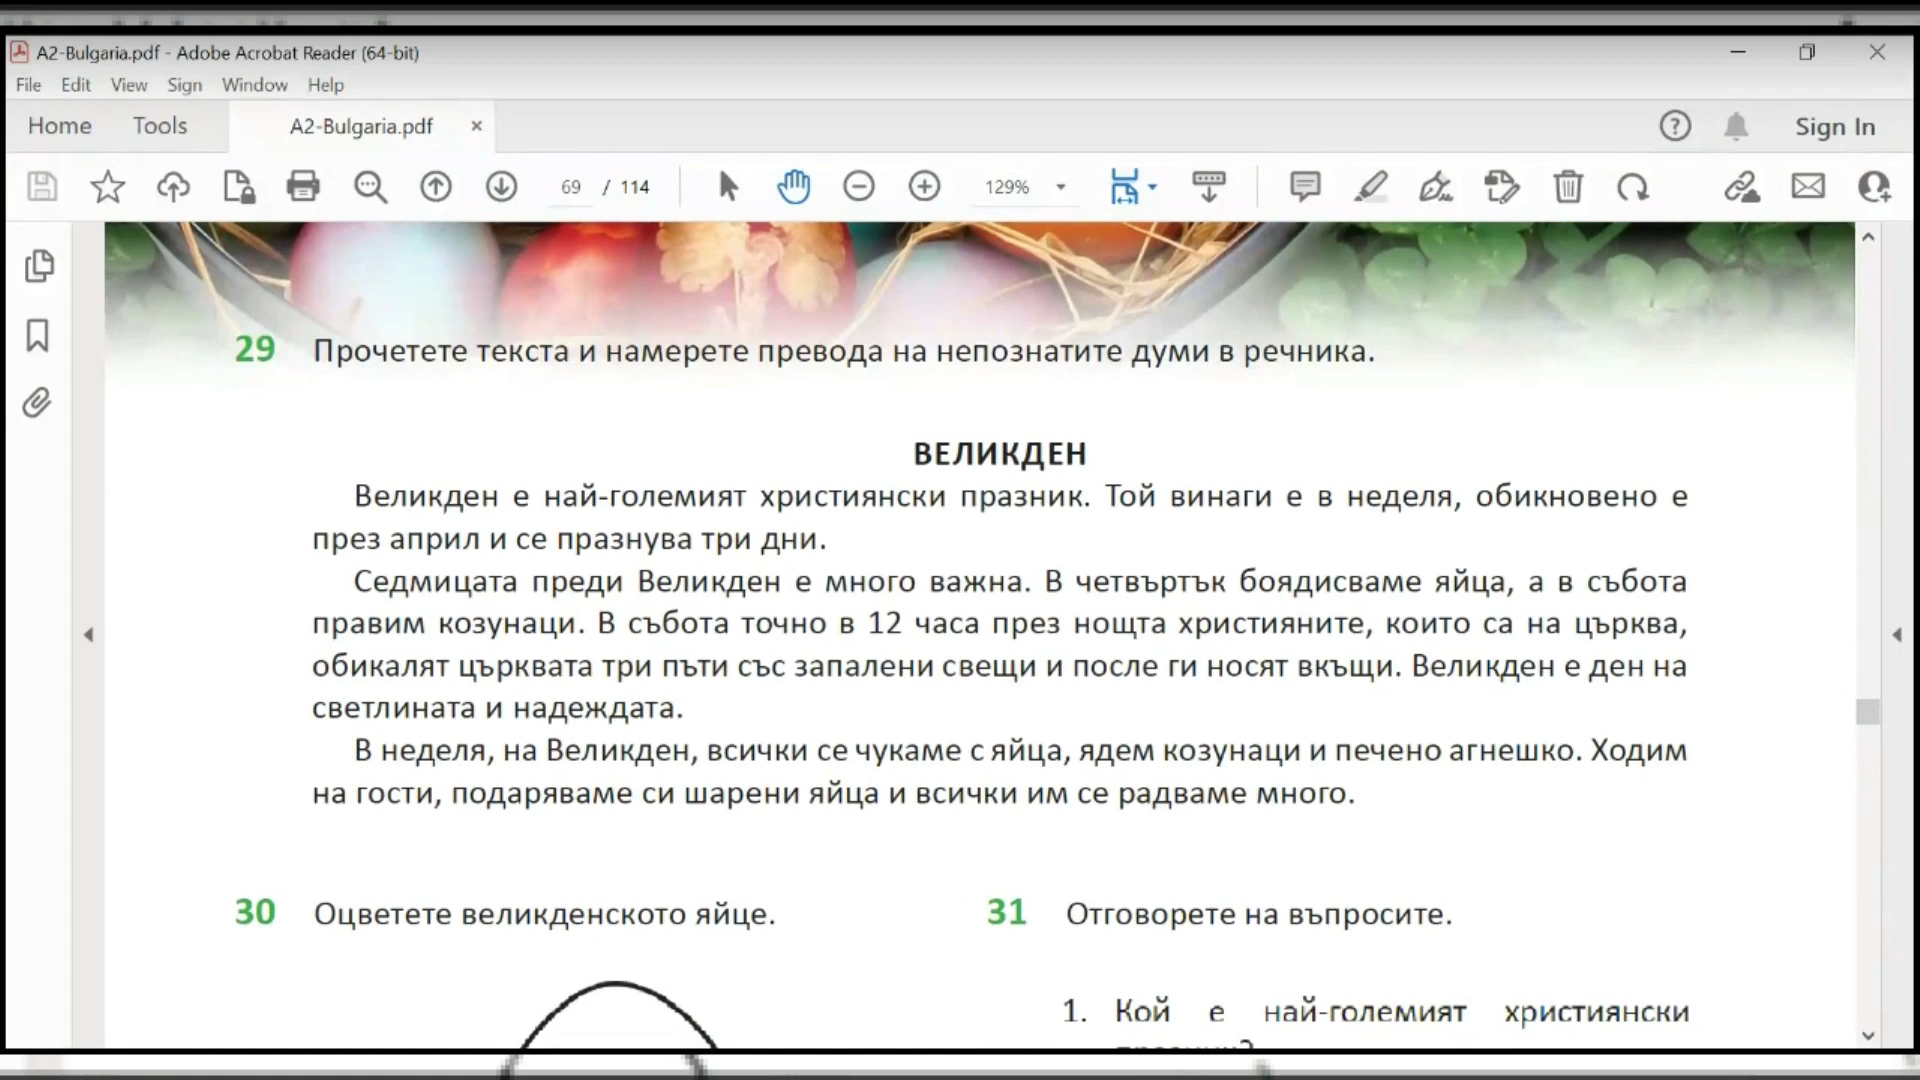 A2-Bulgaria.pdf - Adobe Acrobat Reader (64-bit)
File Edit View Sign Window Help
Home Tools A2-Bulgaria.pdf × Sign In
69 / 114 129%
29 Прочетете текста и намерете превода на непознатите думи в речника.
ВЕЛИКДЕН
Великден е най-големият християнски празник. Той винаги е в неделя, обикновено е
през април и се празнува три дни.
Седмицата преди Великден е много важна. В четвъртък боядисваме яйца, а в събота
правим козунаци. В събота точно в 12 часа през нощта християните, които са на църква,
обикалят църквата три пъти със запалени свещи и после ги носят вкъщи. Великден е ден на
светлината и надеждата.
В неделя, на Великден, всички се чукаме с яйца, ядем козунаци и печено агнешко. Ходим
на гости, подаряваме си шарени яйца и всички им се радваме много.
30 Оцветете великденското яйце.
31 Отговорете на въпросите.
1. Кой е най-големият християнски